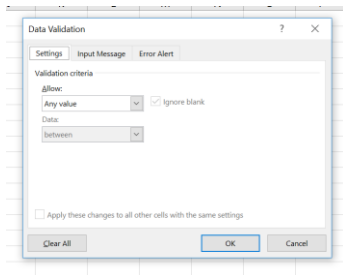 Data Validation ? ×
Settings Input Message Error Alert
Validation criteria
Allow:
Any value Ignore blank
Data:
between
Apply these changes to all other cells with the same settings
Clear All OK Cancel